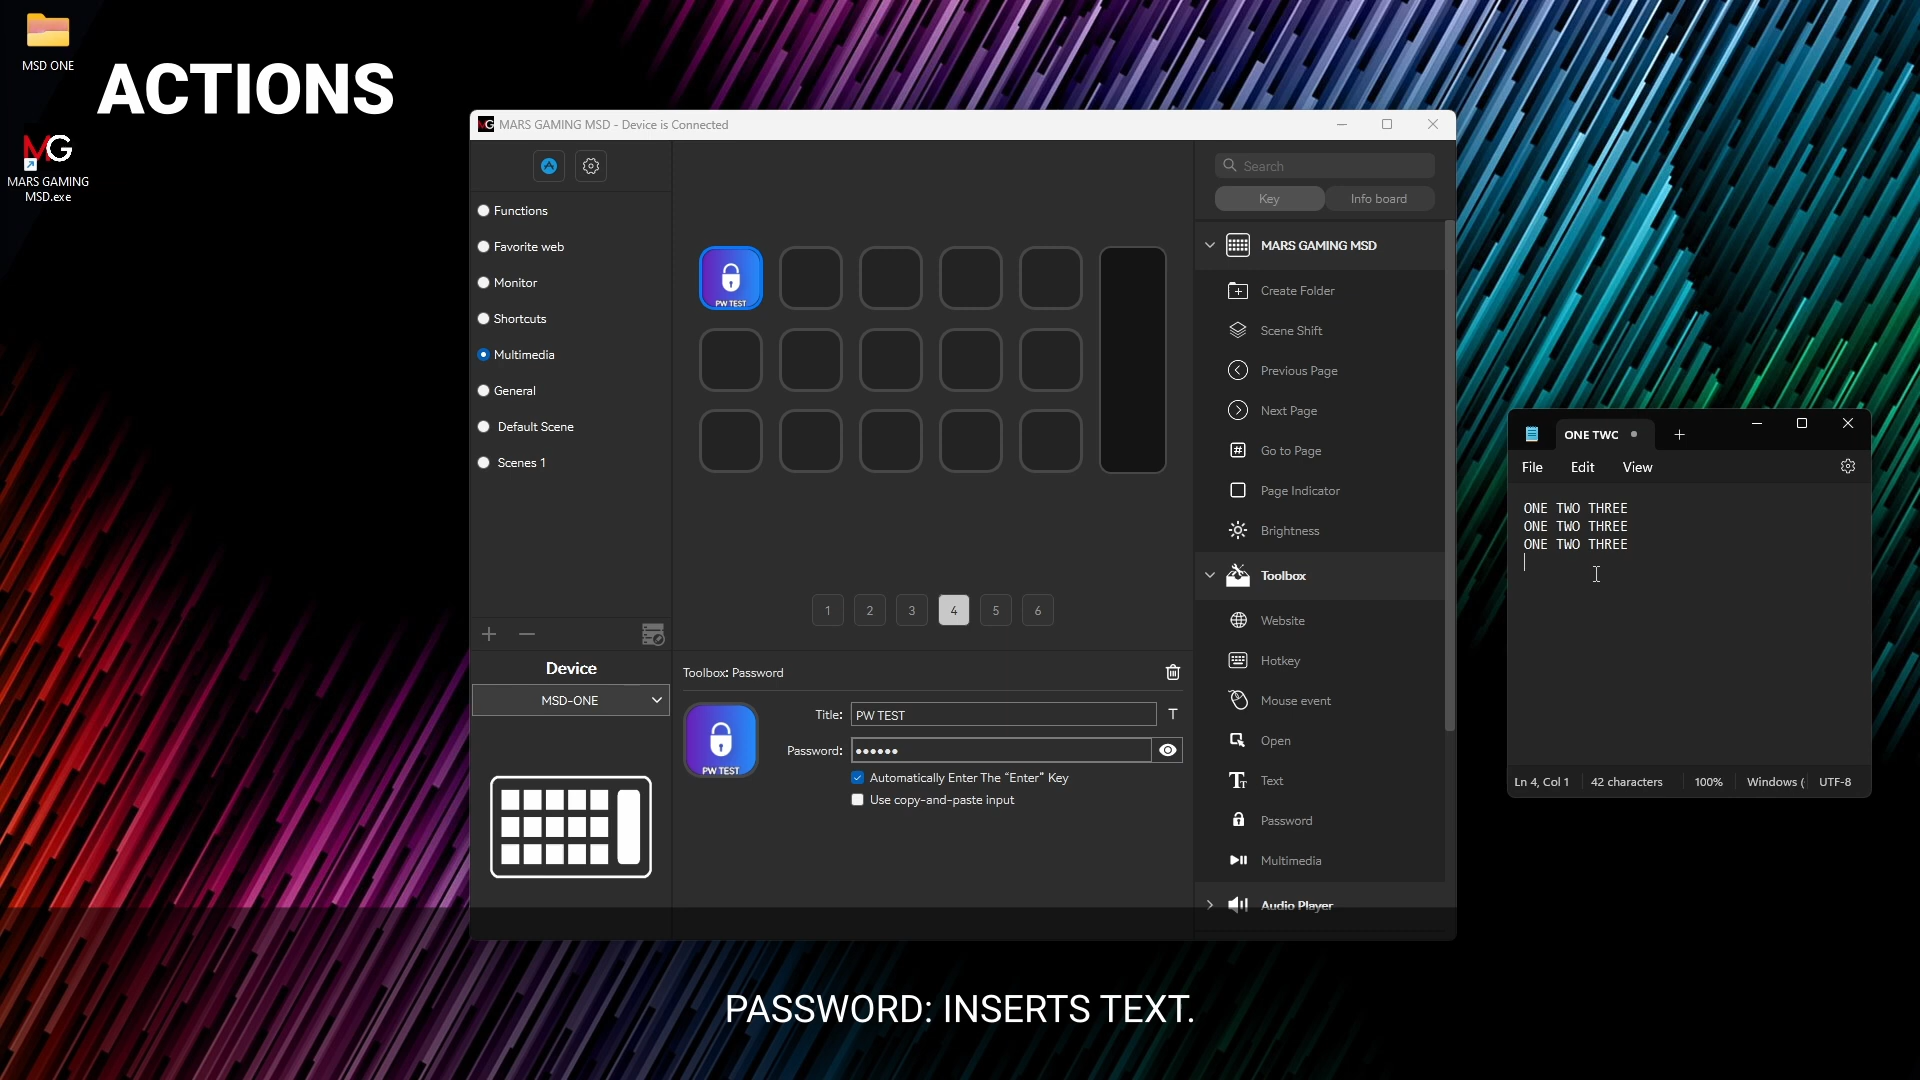 MSD ONE
ACTIONS
MG
MARS GAMING
MSD.exe
MG MARS GAMING MSD - Device is Connected
Functions
Favorite web
Monitor
Shortcuts
Multimedia
General
Default Scene
Scenes 1
Device
MSD-ONE
PW TEST
1 2 3 4 5 6
Toolbox: Password
PW TEST
Title: PW TEST T
Password: ••••••
Automatically Enter The “Enter” Key
Use copy-and-paste input
Search
Key Info board
MARS GAMING MSD
Create Folder
Scene Shift
Previous Page
Next Page
Go to Page
Page Indicator
Brightness
Toolbox
Website
Hotkey
Mouse event
Open
Text
Password
Multimedia
Audio Player
ONE TWC
File Edit View
ONE TWO THREE
ONE TWO THREE
ONE TWO THREE
Ln 4, Col 1 42 characters 100% Windows ( UTF-8
PASSWORD: INSERTS TEXT.